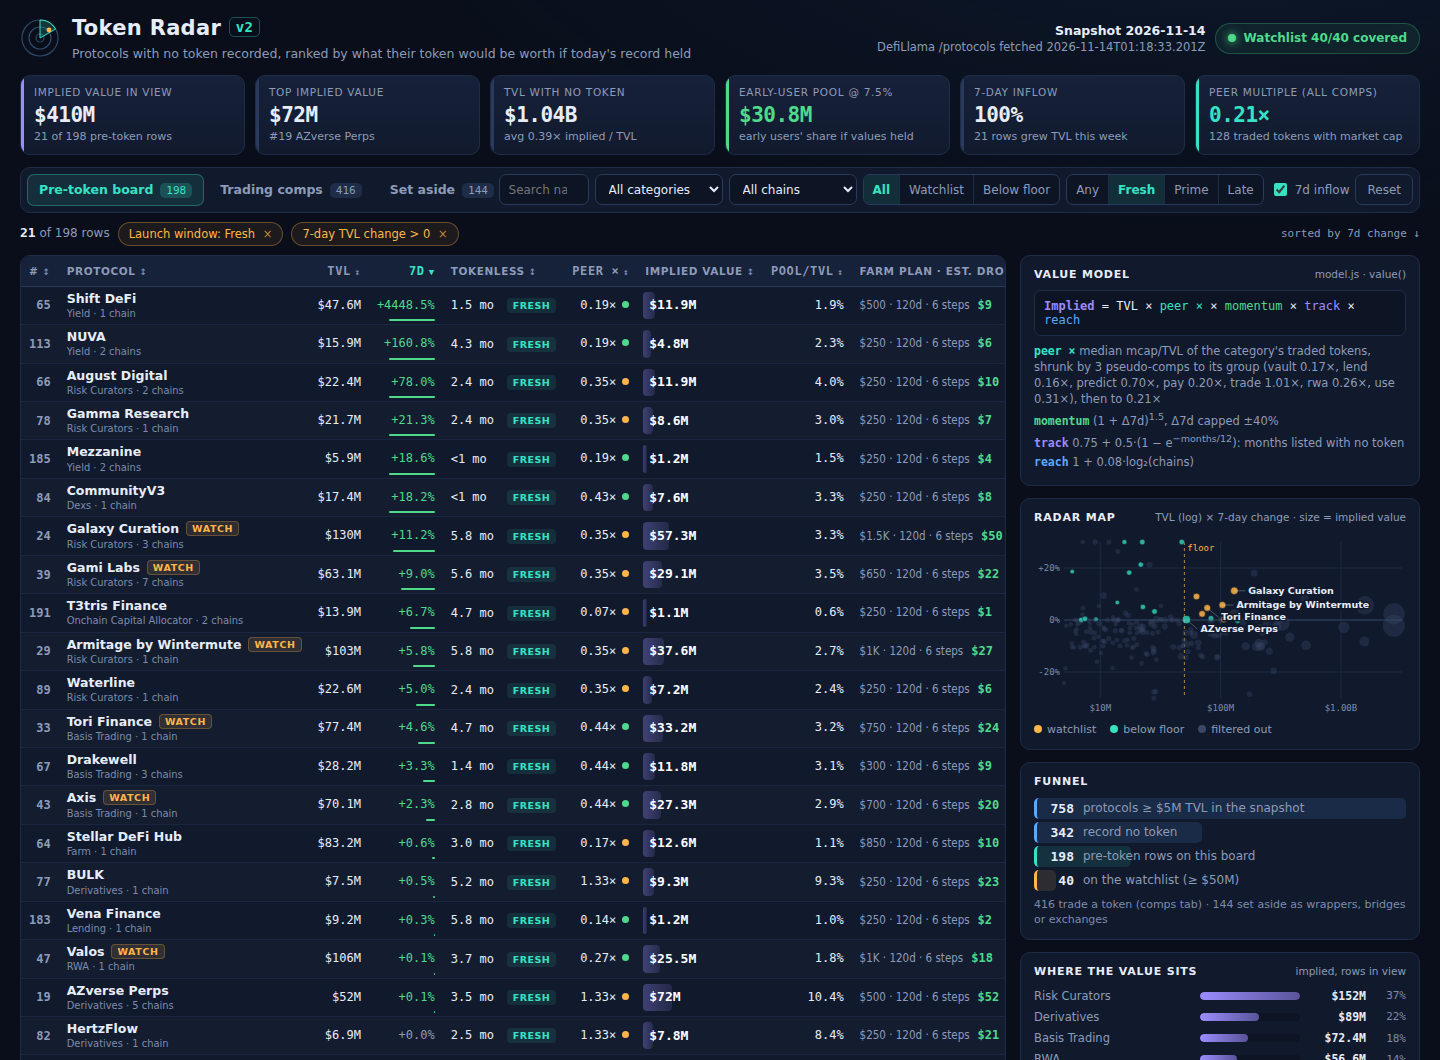 Token Radar v2
Protocols with no token recorded, ranked by what their token would be worth if today's record held
Snapshot 2026-11-14
DefiLlama /protocols fetched 2026-11-14T01:18:33.201Z
Watchlist 40/40 covered
IMPLIED VALUE IN VIEW
$410M
21 of 198 pre-token rows
TOP IMPLIED VALUE
$72M
#19 AZverse Perps
TVL WITH NO TOKEN
$1.04B
avg 0.39× implied / TVL
EARLY-USER POOL @ 7.5%
$30.8M
early users' share if values held
7-DAY INFLOW
100%
21 rows grew TVL this week
PEER MULTIPLE (ALL COMPS)
0.21×
128 traded tokens with market cap
Pre-token board 198 Trading comps 416 Set aside 144 Search na All categories All chains All Watchlist Below floor Any Fresh Prime Late 7d inflow Reset
21 of 198 rows Launch window: Fresh × 7-day TVL change > 0 × sorted by 7d change ↓
# ↕ PROTOCOL ↕ TVL ↕ 7D ▼ TOKENLESS ↕ PEER × ↕ IMPLIED VALUE ↕ POOL/TVL ↕ FARM PLAN · EST. DRO
65 Shift DeFi $47.6M +4448.5% 1.5 mo FRESH 0.19× $11.9M 1.9% $500 · 120d · 6 steps $9
Yield · 1 chain
113 NUVA $15.9M +160.8% 4.3 mo FRESH 0.19× $4.8M 2.3% $250 · 120d · 6 steps $6
Yield · 2 chains
66 August Digital $22.4M +78.0% 2.4 mo FRESH 0.35× $11.9M 4.0% $250 · 120d · 6 steps $10
Risk Curators · 2 chains
78 Gamma Research $21.7M +21.3% 2.4 mo FRESH 0.35× $8.6M 3.0% $250 · 120d · 6 steps $7
Risk Curators · 1 chain
185 Mezzanine $5.9M +18.6% <1 mo FRESH 0.19× $1.2M 1.5% $250 · 120d · 6 steps $4
Yield · 2 chains
84 CommunityV3 $17.4M +18.2% <1 mo FRESH 0.43× $7.6M 3.3% $250 · 120d · 6 steps $8
Dexs · 1 chain
24 Galaxy Curation WATCH $130M +11.2% 5.8 mo FRESH 0.35× $57.3M 3.3% $1.5K · 120d · 6 steps $50
Risk Curators · 3 chains
39 Gami Labs WATCH $63.1M +9.0% 5.6 mo FRESH 0.35× $29.1M 3.5% $650 · 120d · 6 steps $22
Risk Curators · 7 chains
191 T3tris Finance $13.9M +6.7% 4.7 mo FRESH 0.07× $1.1M 0.6% $250 · 120d · 6 steps $1
Onchain Capital Allocator · 2 chains
29 Armitage by Wintermute WATCH $103M +5.8% 5.8 mo FRESH 0.35× $37.6M 2.7% $1K · 120d · 6 steps $27
Risk Curators · 1 chain
89 Waterline $22.6M +5.0% 2.4 mo FRESH 0.35× $7.2M 2.4% $250 · 120d · 6 steps $6
Risk Curators · 1 chain
33 Tori Finance WATCH $77.4M +4.6% 4.7 mo FRESH 0.44× $33.2M 3.2% $750 · 120d · 6 steps $24
Basis Trading · 1 chain
67 Drakewell $28.2M +3.3% 1.4 mo FRESH 0.44× $11.8M 3.1% $300 · 120d · 6 steps $9
Basis Trading · 3 chains
43 Axis WATCH $70.1M +2.3% 2.8 mo FRESH 0.44× $27.3M 2.9% $700 · 120d · 6 steps $20
Basis Trading · 1 chain
64 Stellar DeFi Hub $83.2M +0.6% 3.0 mo FRESH 0.17× $12.6M 1.1% $850 · 120d · 6 steps $10
Farm · 1 chain
77 BULK $7.5M +0.5% 5.2 mo FRESH 1.33× $9.3M 9.3% $250 · 120d · 6 steps $23
Derivatives · 1 chain
183 Vena Finance $9.2M +0.3% 5.8 mo FRESH 0.14× $1.2M 1.0% $250 · 120d · 6 steps $2
Lending · 1 chain
47 Valos WATCH $106M +0.1% 3.7 mo FRESH 0.27× $25.5M 1.8% $1K · 120d · 6 steps $18
RWA · 1 chain
19 AZverse Perps $52M +0.1% 3.5 mo FRESH 1.33× $72M 10.4% $500 · 120d · 6 steps $52
Derivatives · 5 chains
82 HertzFlow $6.9M +0.0% 2.5 mo FRESH 1.33× $7.8M 8.4% $250 · 120d · 6 steps $21
Derivatives · 1 chain
VALUE MODEL model.js · value()
Implied = TVL × peer × × momentum × track ×
reach
peer × median mcap/TVL of the category's traded tokens,
shrunk by 3 pseudo-comps to its group (vault 0.17×, lend
0.16×, predict 0.70×, pay 0.20×, trade 1.01×, rwa 0.26×, use
0.31×), then to 0.21×
momentum (1 + Δ7d)^1.5, Δ7d capped ±40%
track 0.75 + 0.5·(1 − e^−months/12): months listed with no token
reach 1 + 0.08·log₂(chains)
RADAR MAP TVL (log) × 7-day change · size = implied value
floor
+20%
Galaxy Curation
Armitage by Wintermute
Tori Finance
0%
AZverse Perps
-20%
$10M $100M $1.00B
watchlist below floor filtered out
FUNNEL
758 protocols ≥ $5M TVL in the snapshot
342 record no token
198 pre-token rows on this board
40 on the watchlist (≥ $50M)
416 trade a token (comps tab) · 144 set aside as wrappers, bridges
or exchanges
WHERE THE VALUE SITS implied, rows in view
Risk Curators $152M 37%
Derivatives $89M 22%
Basis Trading $72.4M 18%
RWA $56.6M 14%